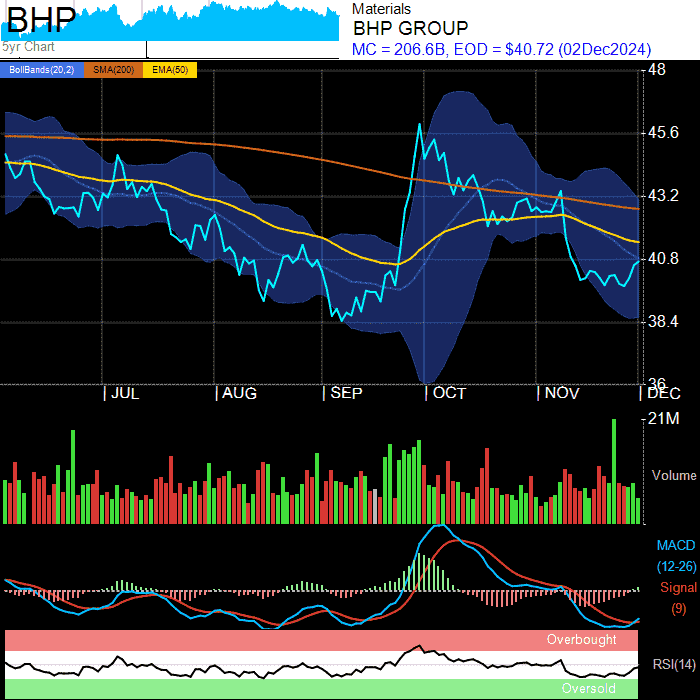 BHP
5yr Chart
Materials
BHP GROUP
MC = 206.6B, EOD = $40.72 (02Dec2024)
BollBands(20,2) SMA(200) EMA(50)
48
45.6
43.2
40.8
38.4
36
JUL AUG SEP OCT NOV DEC
21M
Volume
MACD
(12-26)
Signal
(9)
Overbought
RSI(14)
Oversold